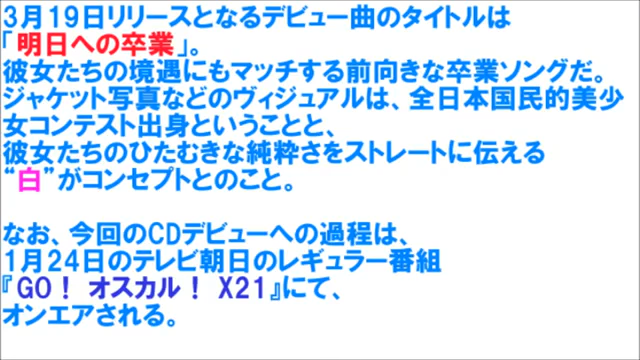 3月19日リリースとなるデビュー曲のタイトルは
「明日への卒業」。
彼女たちの境遇にもマッチする前向きな卒業ソングだ。
ジャケット写真などのヴィジュアルは、全日本国民的美少
女コンテスト出身ということと、
彼女たちのひたむきな純粋さをストレートに伝える
“白”がコンセプトとのこと。
なお、今回のCDデビューへの過程は、
1月24日のテレビ朝日のレギュラー番組
『GO！ オスカル！ X21』にて、
オンエアされる。